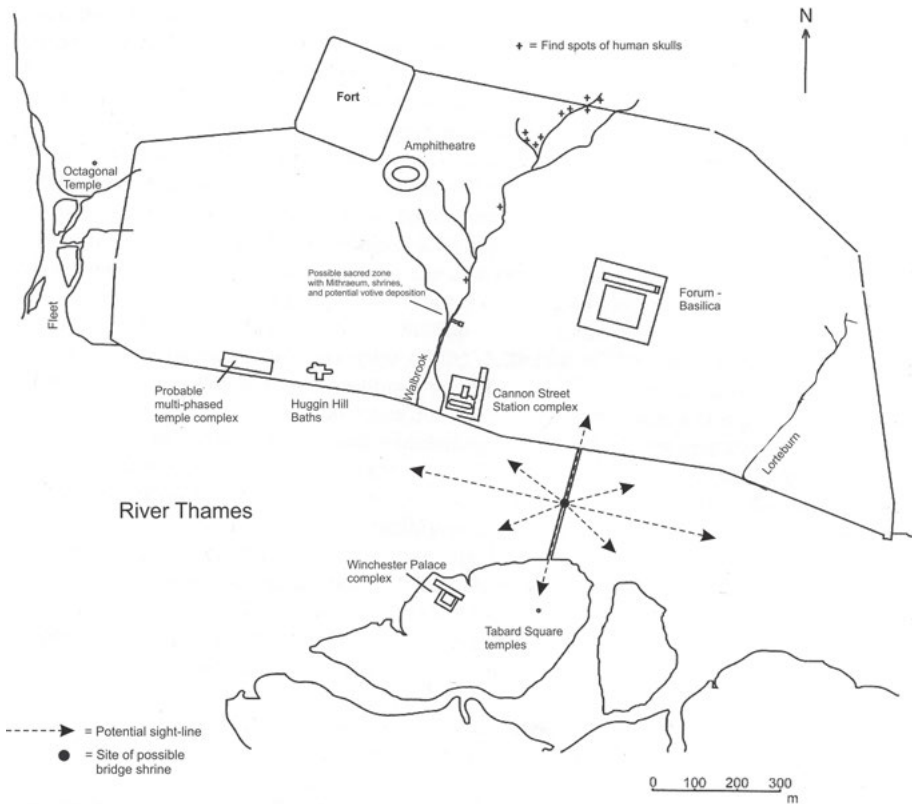 N
+ = Find spots of human skulls
Fort
Amphitheatre
Octagonal
Temple
Possible sacred zone
with Mithraeum, shrines,
and potential votive deposition
Forum -
Basilica
Fleet
Walbrook
Probable
multi-phased
temple complex
Huggin Hill
Baths
Cannon Street
Station complex
Lorteburn
River Thames
Winchester Palace
complex
Tabard Square
temples
= Potential sight-line
= Site of possible
bridge shrine
0 100 200 300
m